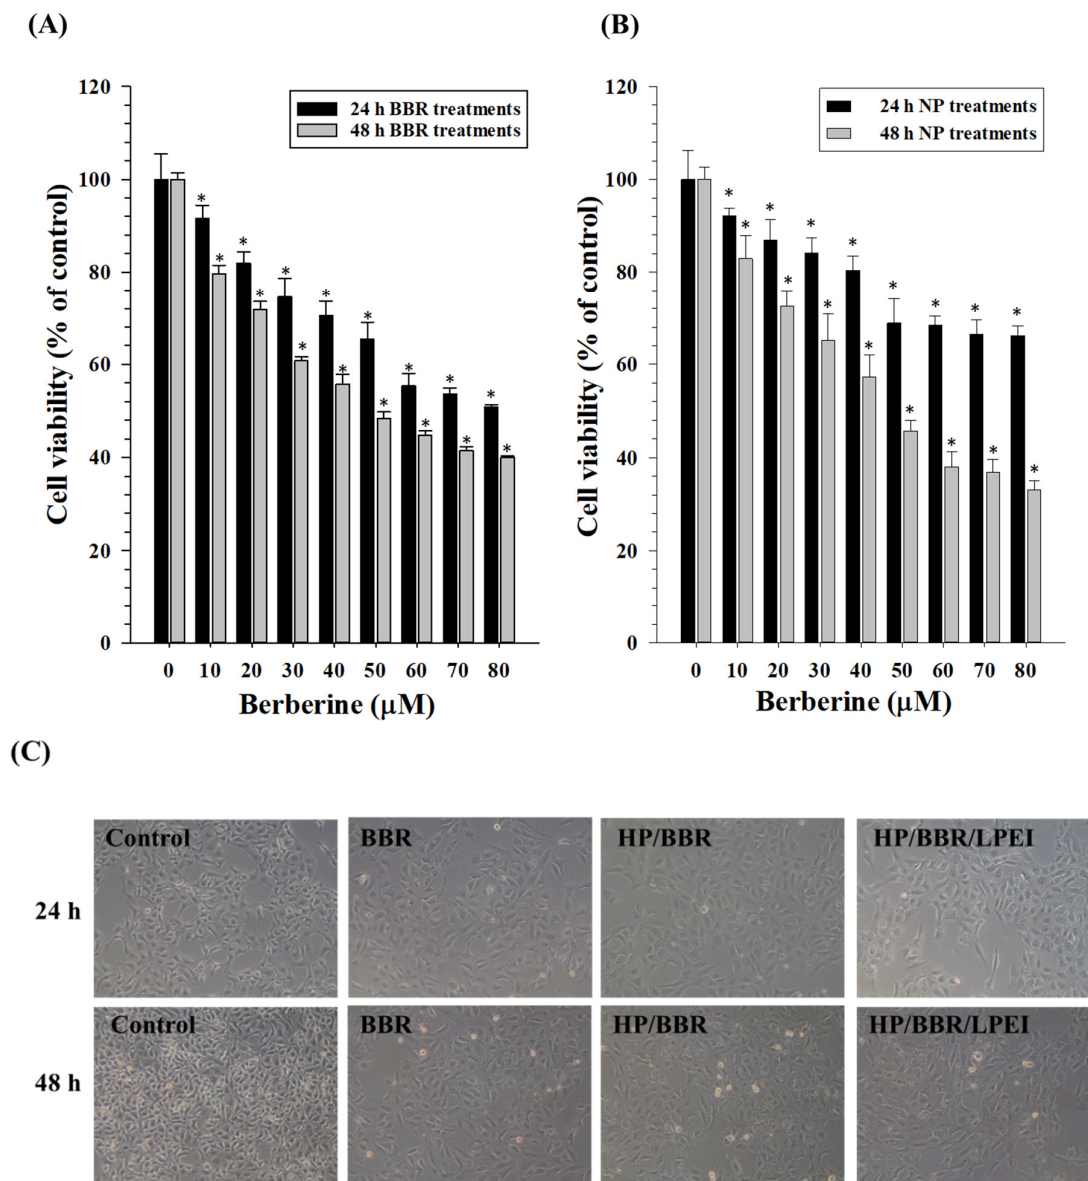 (A)
120
100
80
60
40
20
0
Cell viability (% of control)
24 h BBR treatments
48 h BBR treatments
* * * * * * * *
* * * * * * * *
0 10 20 30 40 50 60 70 80
Berberine (µM)
(B)
120
100
80
60
40
20
0
Cell viability (% of control)
24 h NP treatments
48 h NP treatments
* * * * * * * *
* * * * * * * *
0 10 20 30 40 50 60 70 80
Berberine (µM)
(C)
24 h
Control BBR HP/BBR HP/BBR/LPEI
48 h
Control BBR HP/BBR HP/BBR/LPEI